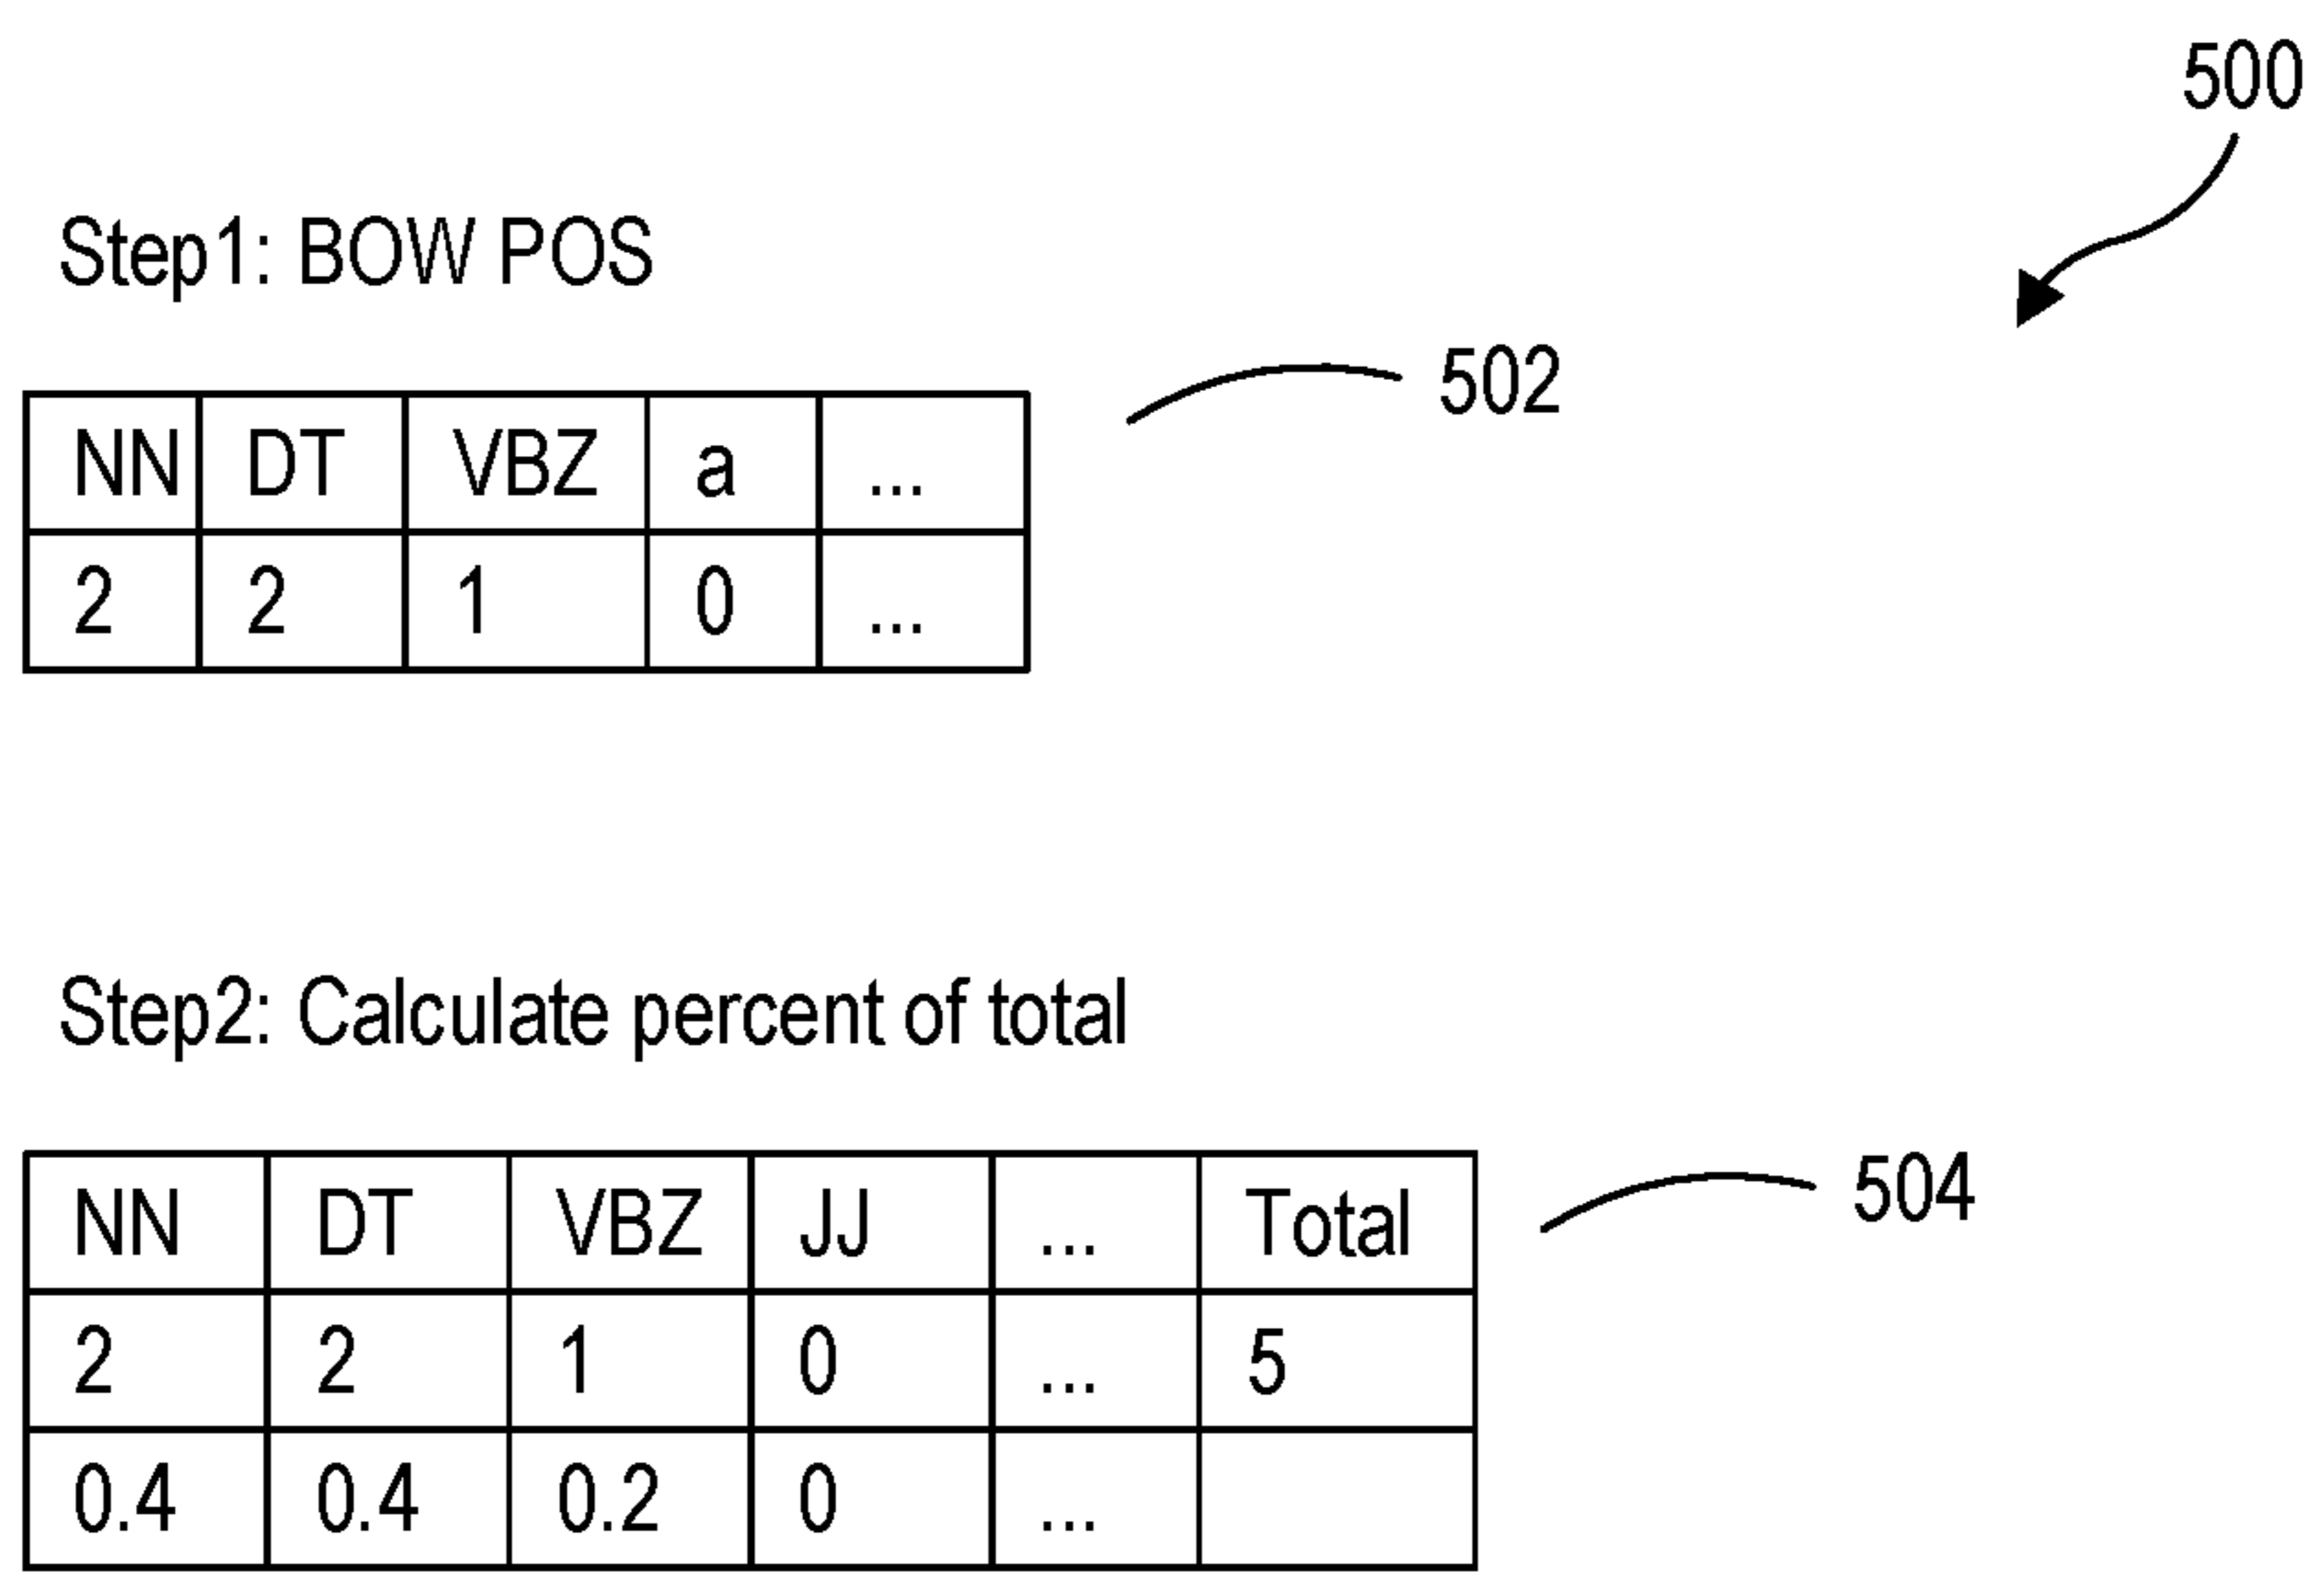 500
Step1: BOW POS
502
NN DT VBZ a ...
2 2 1 0 ...
Step2: Calculate percent of total
504
NN DT VBZ JJ ... Total
2 2 1 0 ... 5
0.4 0.4 0.2 0 ...